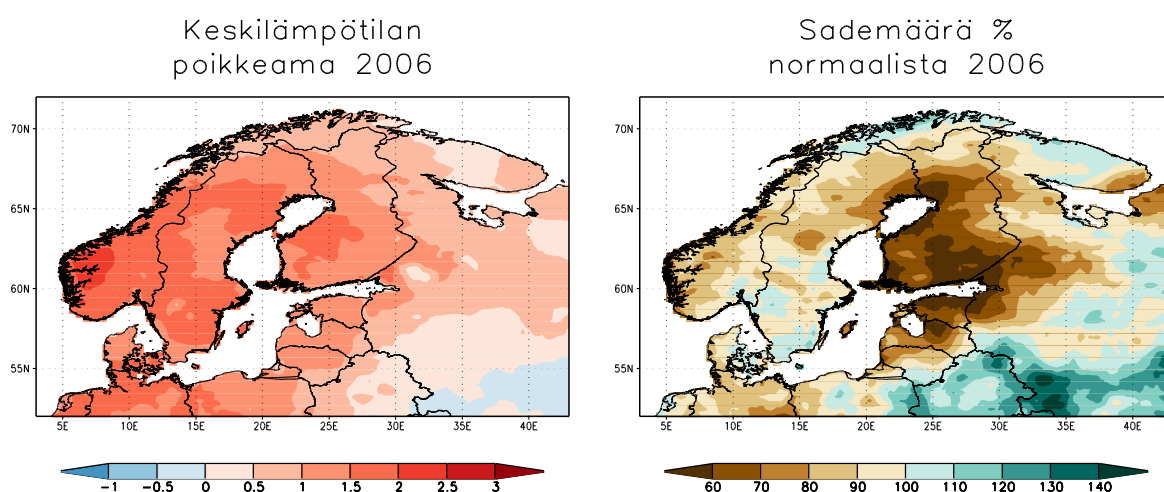 Keskilämpötilan
poikkeama 2006
Sademäärä %
normaalista 2006
70N
65N
60N
55N
5E 10E 15E 20E 25E 30E 35E 40E
70N
65N
60N
55N
5E 10E 15E 20E 25E 30E 35E 40E
-1 -0.5 0 0.5 1 1.5 2 2.5 3
60 70 80 90 100 110 120 130 140